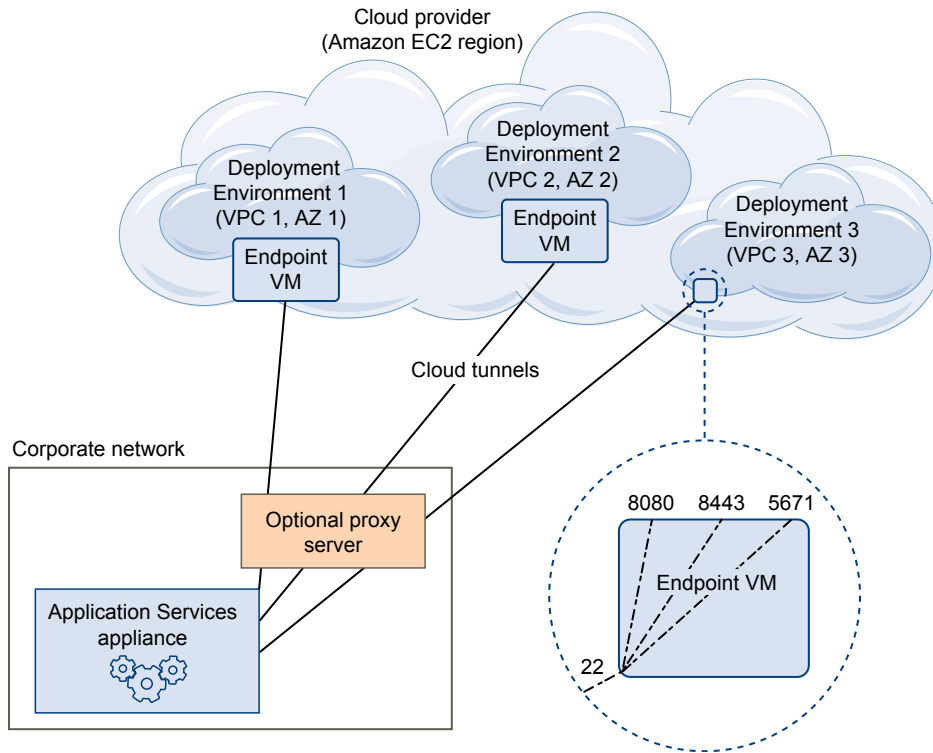 Cloud provider
(Amazon EC2 region)
Deployment
Environment 1
(VPC 1, AZ 1)
Endpoint
VM
Deployment
Environment 2
(VPC 2, AZ 2)
Endpoint
VM
Deployment
Environment 3
(VPC 3, AZ 3)
Cloud tunnels
Corporate network
Optional proxy
server
Application Services
appliance
8080
8443
5671
Endpoint VM
22